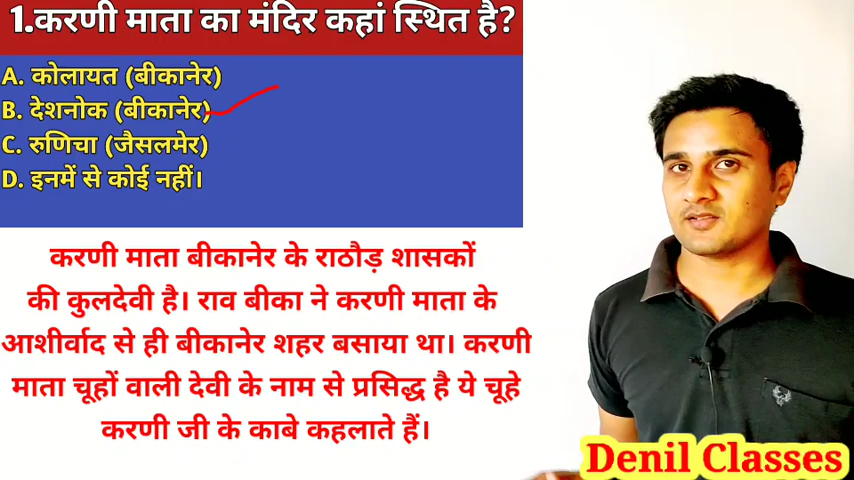 1.करणी माता का मंदिर कहां स्थित है?
A. कोलायत (बीकानेर)
B. देशनोक (बीकानेर)
C. रुणिचा (जैसलमेर)
D. इनमें से कोई नहीं।
करणी माता बीकानेर के राठौड़ शासकों
की कुलदेवी है। राव बीका ने करणी माता के
आशीर्वाद से ही बीकानेर शहर बसाया था। करणी
माता चूहों वाली देवी के नाम से प्रसिद्ध है ये चूहे
करणी जी के काबे कहलाते हैं।
Denil Classes